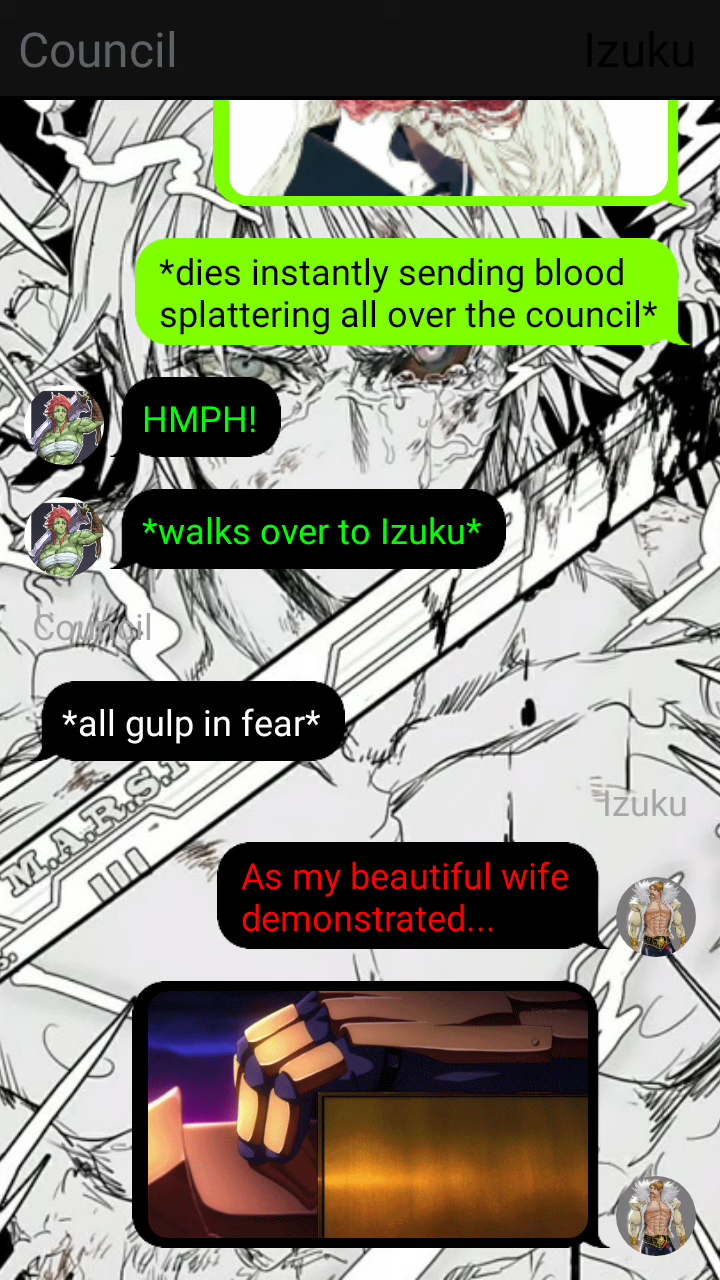 Council
Izuku
*dies instantly sending blood
splattering all over the council*
HMPH!
*walks over to Izuku*
Council
*all gulp in fear*
Izuku
M.A.R.S.
As my beautiful wife
demonstrated...